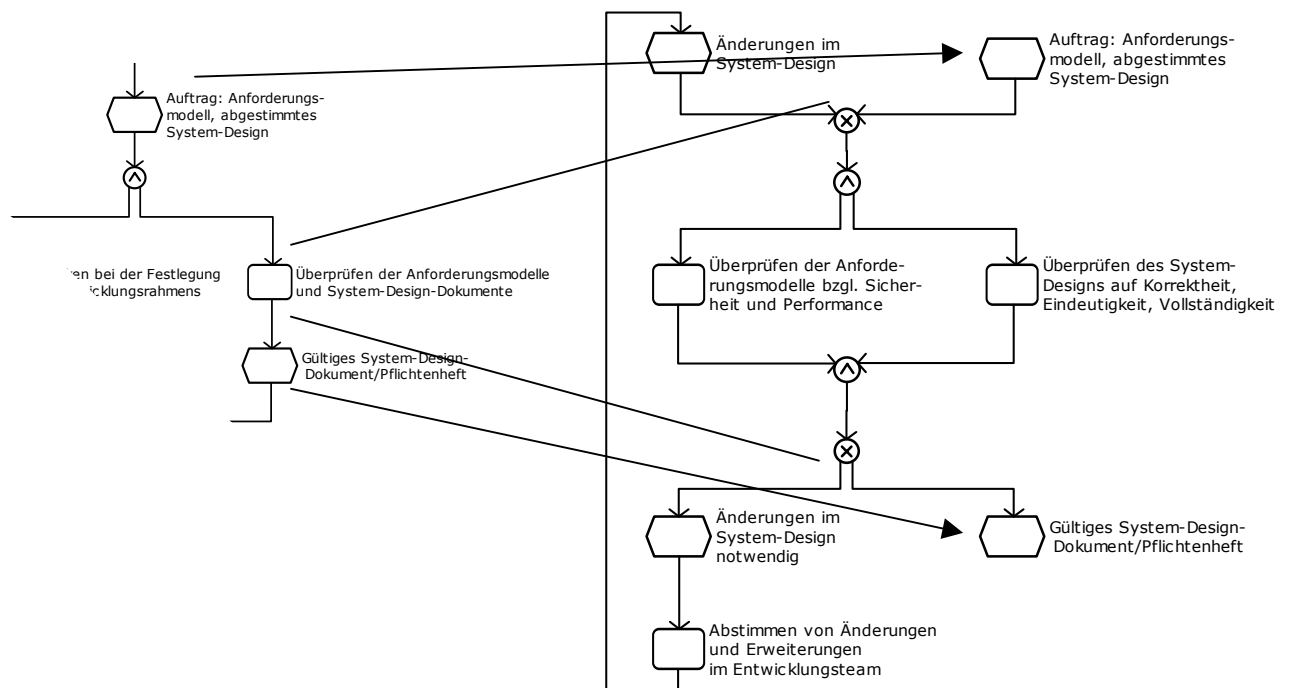 Auftrag: Anforderungs-
modell, abgestimmtes
System-Design
bei der Festlegung
Überprüfen der Anforderungsmodelle
und System-Design-Dokumente
Gültiges System-Design-
Dokument/Pflichtenheft
Änderungen im
System-Design
Auftrag: Anforderungs-
modell, abgestimmtes
System-Design
Überprüfen der Anforde-
rungsmodelle bzgl. Sicher-
heit und Performance
Überprüfen des System-
Designs auf Korrektheit,
Eindeutigkeit, Vollständigkeit
Änderungen im
System-Design
notwendig
Gültiges System-Design-
Dokument/Pflichtenheft
Abstimmen von Änderungen
und Erweiterungen
im Entwicklungsteam